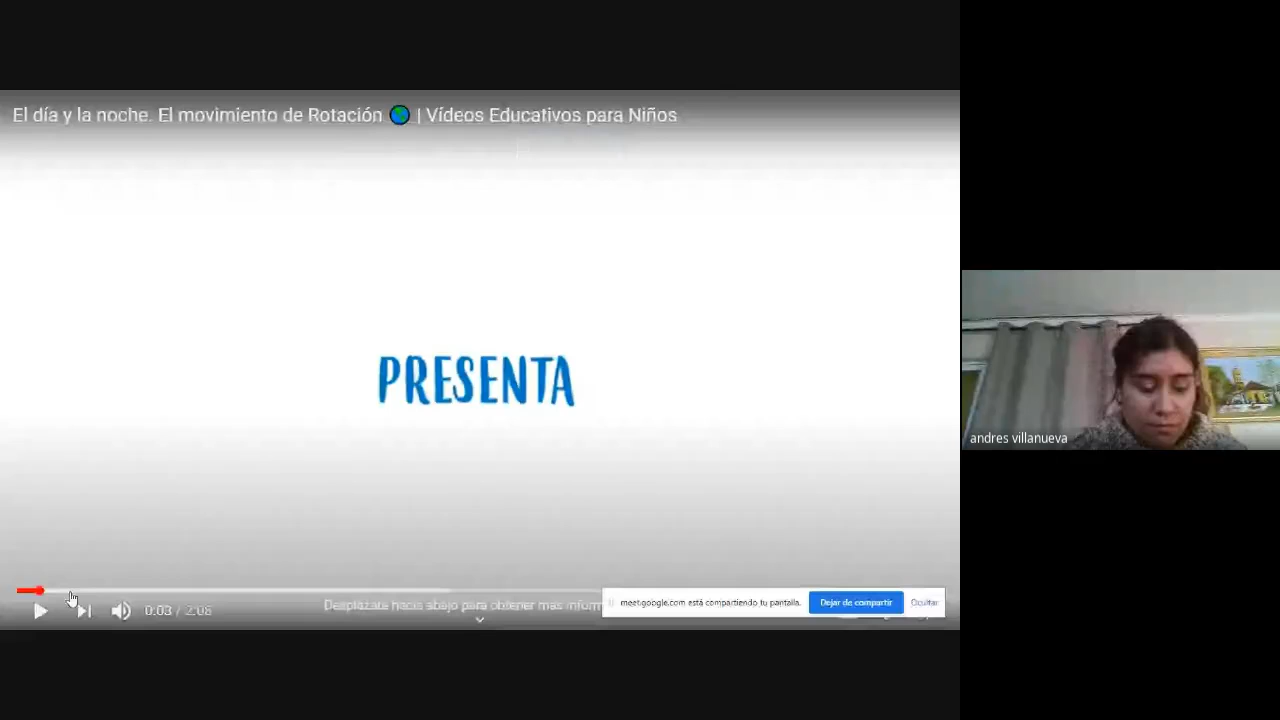 El día y la noche. El movimiento de Rotación 🌎 | Vídeos Educativos para Niños
PRESENTA
andres villanueva
0:03 / 2:08
Desplázate hacia abajo para obtener más
meet.google.com está compartiendo tu pantalla.
Dejar de compartir
Ocultar